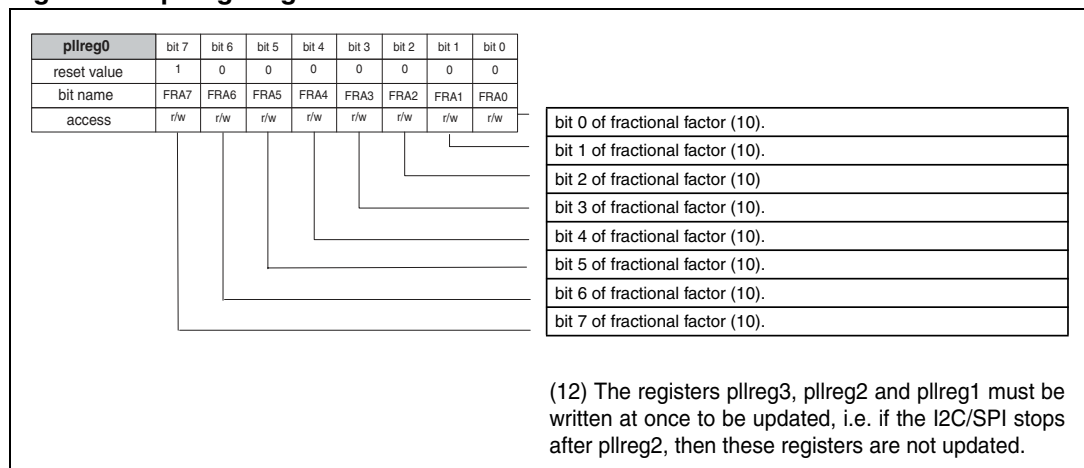 pllreg0 bit 7 bit 6 bit 5 bit 4 bit 3 bit 2 bit 1 bit 0
reset value 1 0 0 0 0 0 0 0
bit name FRA7 FRA6 FRA5 FRA4 FRA3 FRA2 FRA1 FRA0
access r/w r/w r/w r/w r/w r/w r/w r/w
bit 0 of fractional factor (10).
bit 1 of fractional factor (10).
bit 2 of fractional factor (10)
bit 3 of fractional factor (10).
bit 4 of fractional factor (10).
bit 5 of fractional factor (10).
bit 6 of fractional factor (10).
bit 7 of fractional factor (10).
(12) The registers pllreg3, pllreg2 and pllreg1 must be
written at once to be updated, i.e. if the I2C/SPI stops
after pllreg2, then these registers are not updated.